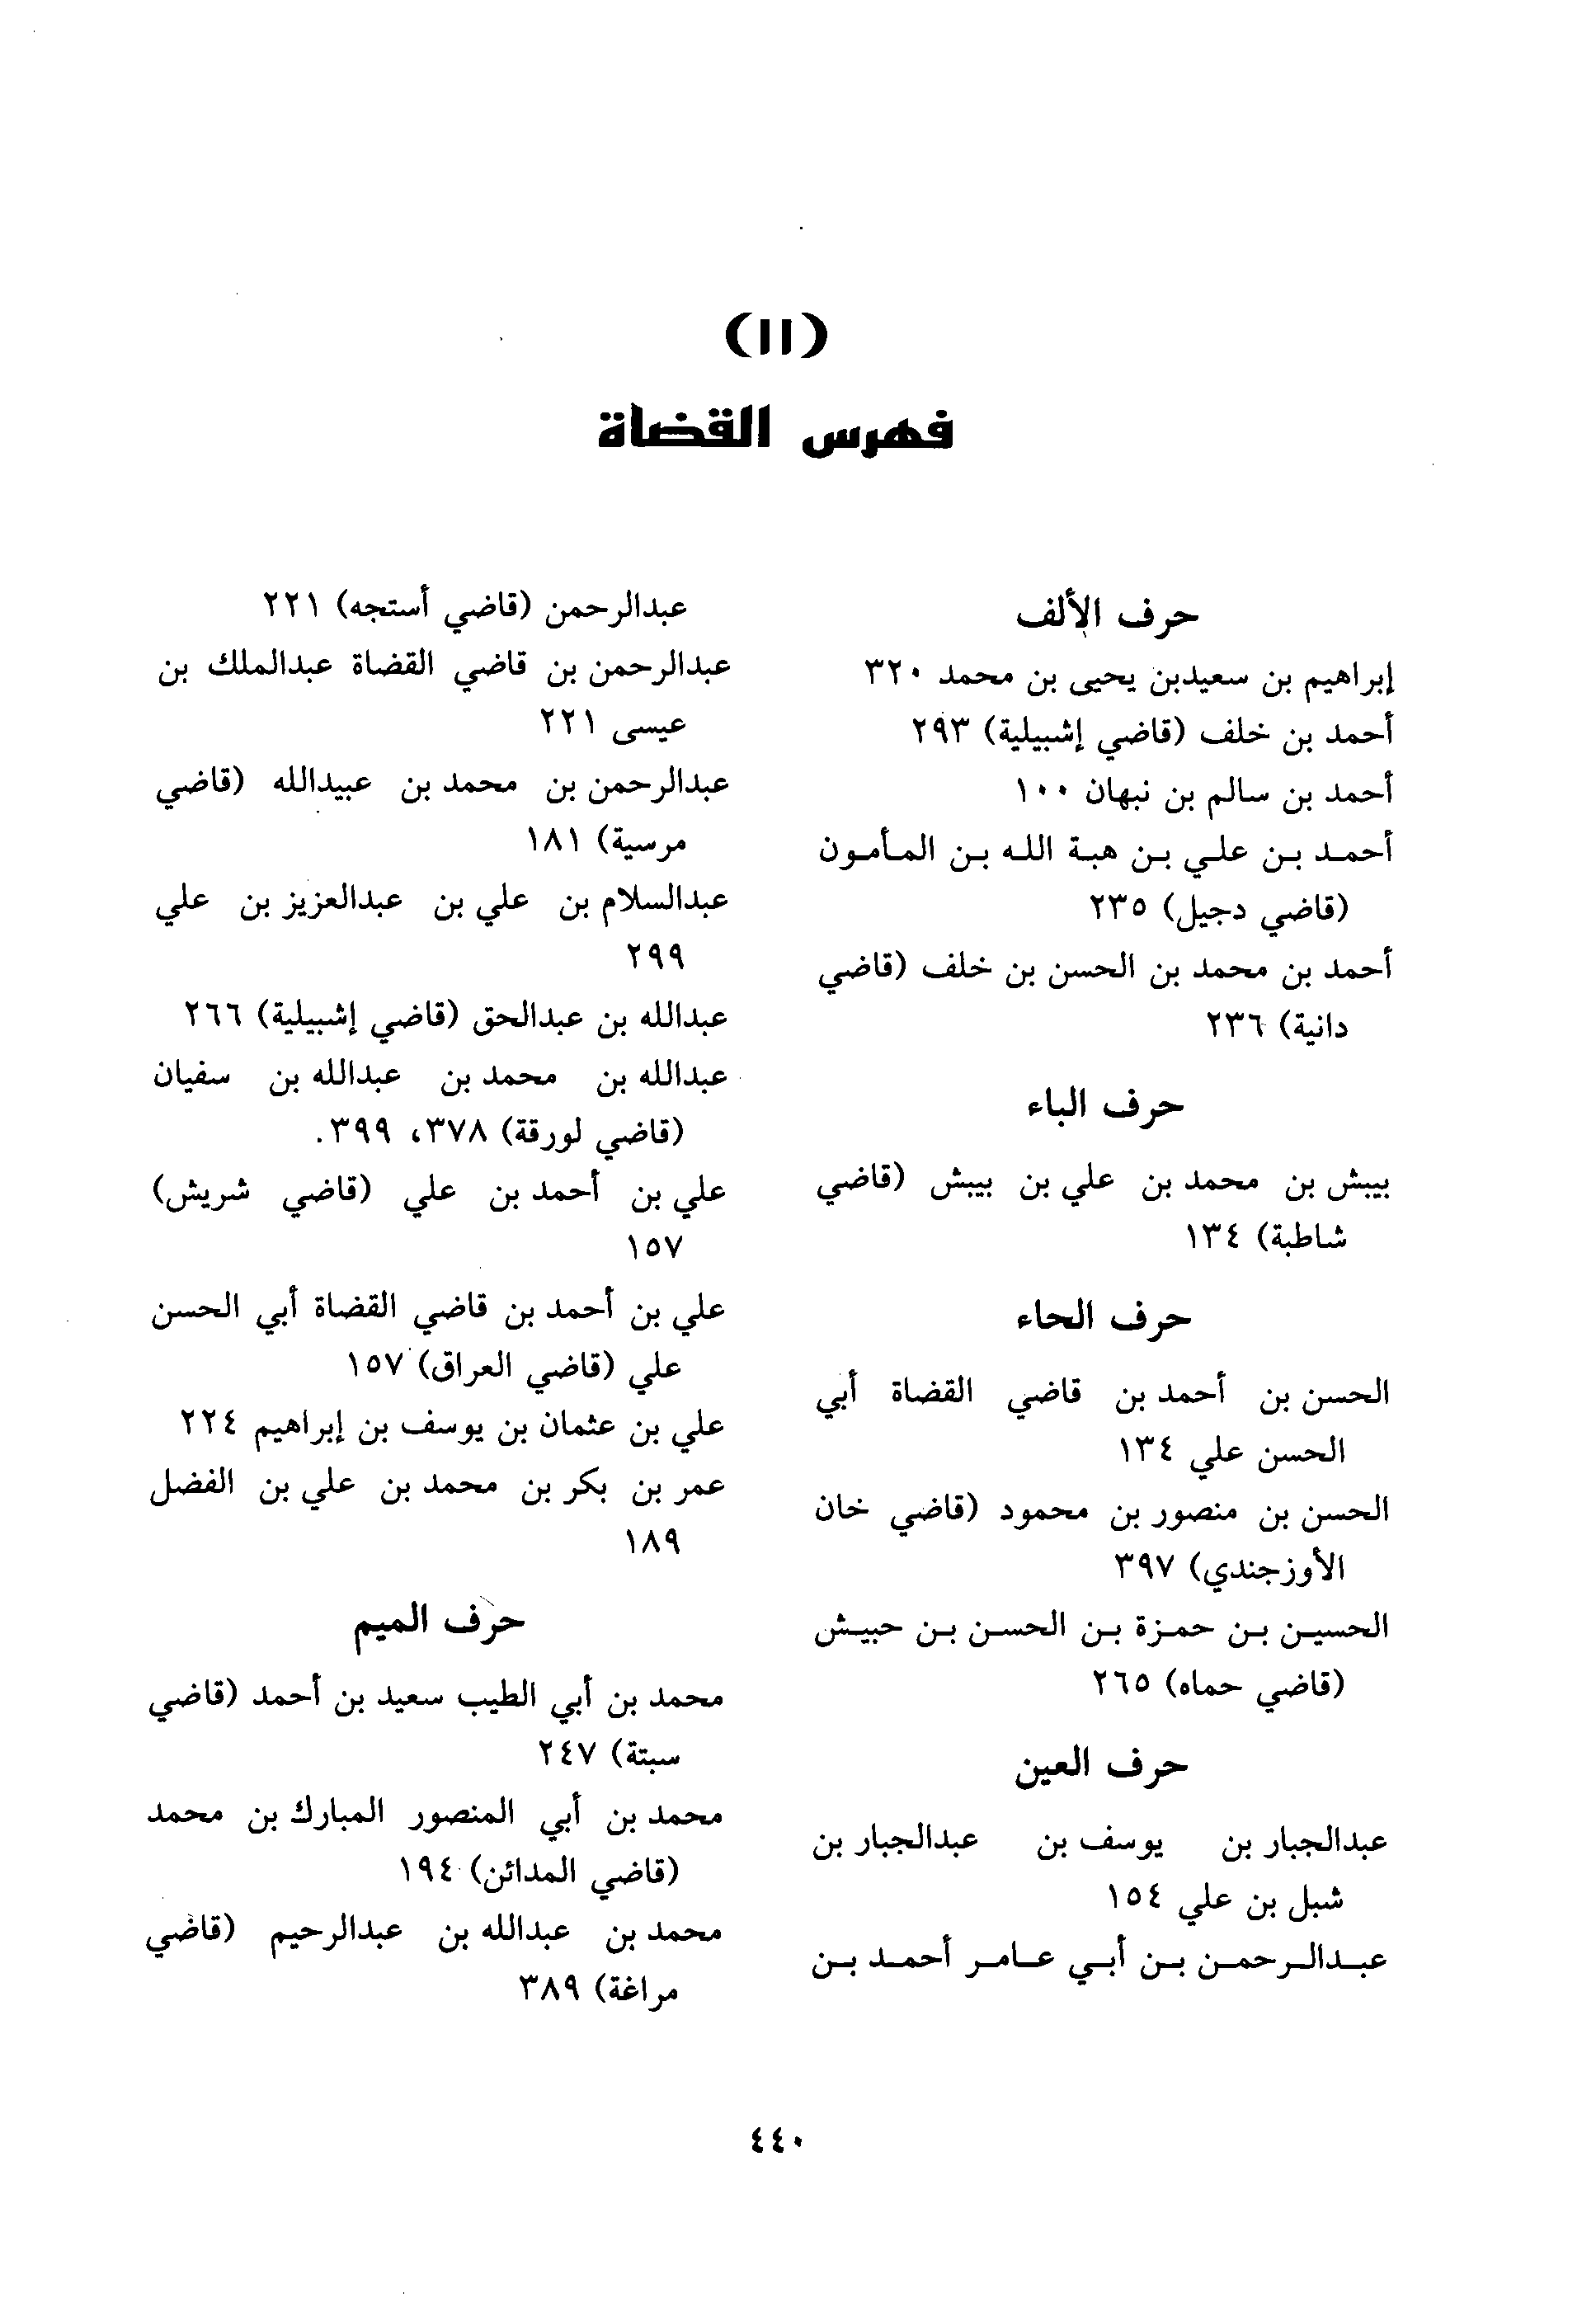 (١١)
فهرس القضاة
حرف الألف
إبراهيم بن سعيدبن يحيى بن محمد ٣٢٠
أحمد بن خلف (قاضي إشبيلية) ٢٩٣
أحمد بن سالم بن نبهان ١٠٠
أحمد بن علي بن هبة الله بن المأمون
(قاضي دجيل) ٢٣٥
أحمد بن محمد بن الحسن بن خلف (قاضي
دانية) ٢٣٦
حرف الباء
بيبش بن محمد بن علي بن بيبش (قاضي
شاطبة) ١٣٤
حرف الحاء
الحسن بن أحمد بن قاضي القضاة أبي
الحسن علي ١٣٤
الحسن بن منصور بن محمود (قاضي خان
الأوزجندي) ٣٩٧
الحسين بن حمزة بن الحسن بن حبيش
(قاضي حماه) ٢٦٥
حرف العين
عبدالجبار بن يوسف بن عبدالجبار بن
شبل بن علي ١٥٤
عبدالرحمن بن أبي عامر أحمد بن
عبدالرحمن (قاضي أستجه) ٢٢١
عبدالرحمن بن قاضي القضاة عبدالملك بن
عيسى ٢٢١
عبدالرحمن بن محمد بن عبيدالله (قاضي
مرسية) ١٨١
عبدالسلام بن علي بن عبدالعزيز بن علي
٢٩٩
عبدالله بن عبدالحق (قاضي إشبيلية) ٢٦٦
عبدالله بن محمد بن عبدالله بن سفيان
(قاضي لورقة) ٣٧٨، ٣٩٩.
علي بن أحمد بن علي (قاضي شريش)
١٥٧
علي بن أحمد بن قاضي القضاة أبي الحسن
علي (قاضي العراق) ١٥٧
علي بن عثمان بن يوسف بن إبراهيم ٢٢٤
عمر بن بكر بن محمد بن علي بن الفضل
١٨٩
حرف الميم
محمد بن أبي الطيب سعيد بن أحمد (قاضي
سبتة) ٢٤٧
محمد بن أبي المنصور المبارك بن محمد
(قاضي المدائن) ١٩٤
محمد بن عبدالله بن عبدالرحيم (قاضي
مراغة) ٣٨٩
٤٤٠